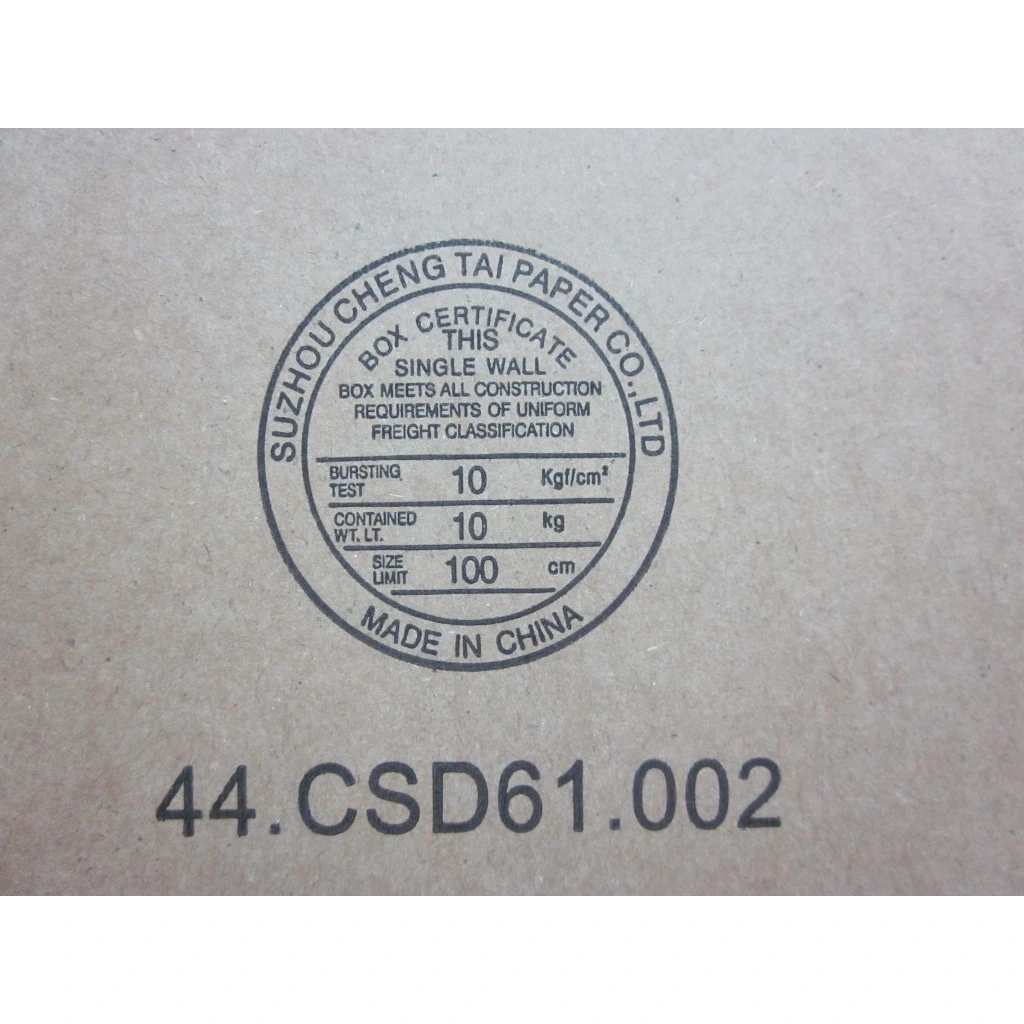 SUZHOU CHENG TAI PAPER CO.,LTD
BOX CERTIFICATE
THIS
SINGLE WALL
BOX MEETS ALL CONSTRUCTION
REQUIREMENTS OF UNIFORM
FREIGHT CLASSIFICATION
BURSTING TEST 10 Kgf/cm²
CONTAINED WT. LT. 10 kg
SIZE LIMIT 100 cm
MADE IN CHINA
44.CSD61.002